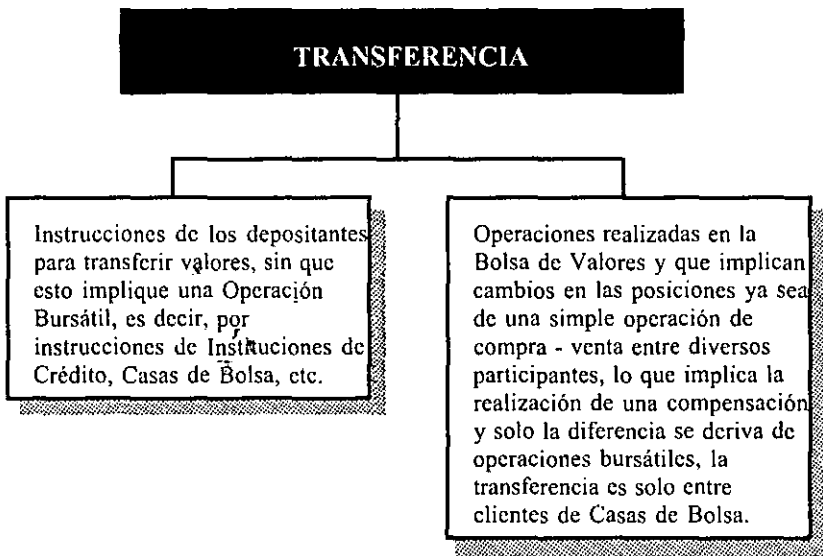 TRANSFERENCIA
Instrucciones de los depositantes
para transferir valores, sin que
esto implique una Operación
Bursátil, es decir, por
instrucciones de Instituciones de
Crédito, Casas de Bolsa, etc.
Operaciones realizadas en la
Bolsa de Valores y que implican
cambios en las posiciones ya sea
de una simple operación de
compra - venta entre diversos
participantes, lo que implica la
realización de una compensación
y solo la diferencia se deriva de
operaciones bursátiles, la
transferencia es solo entre
clientes de Casas de Bolsa.